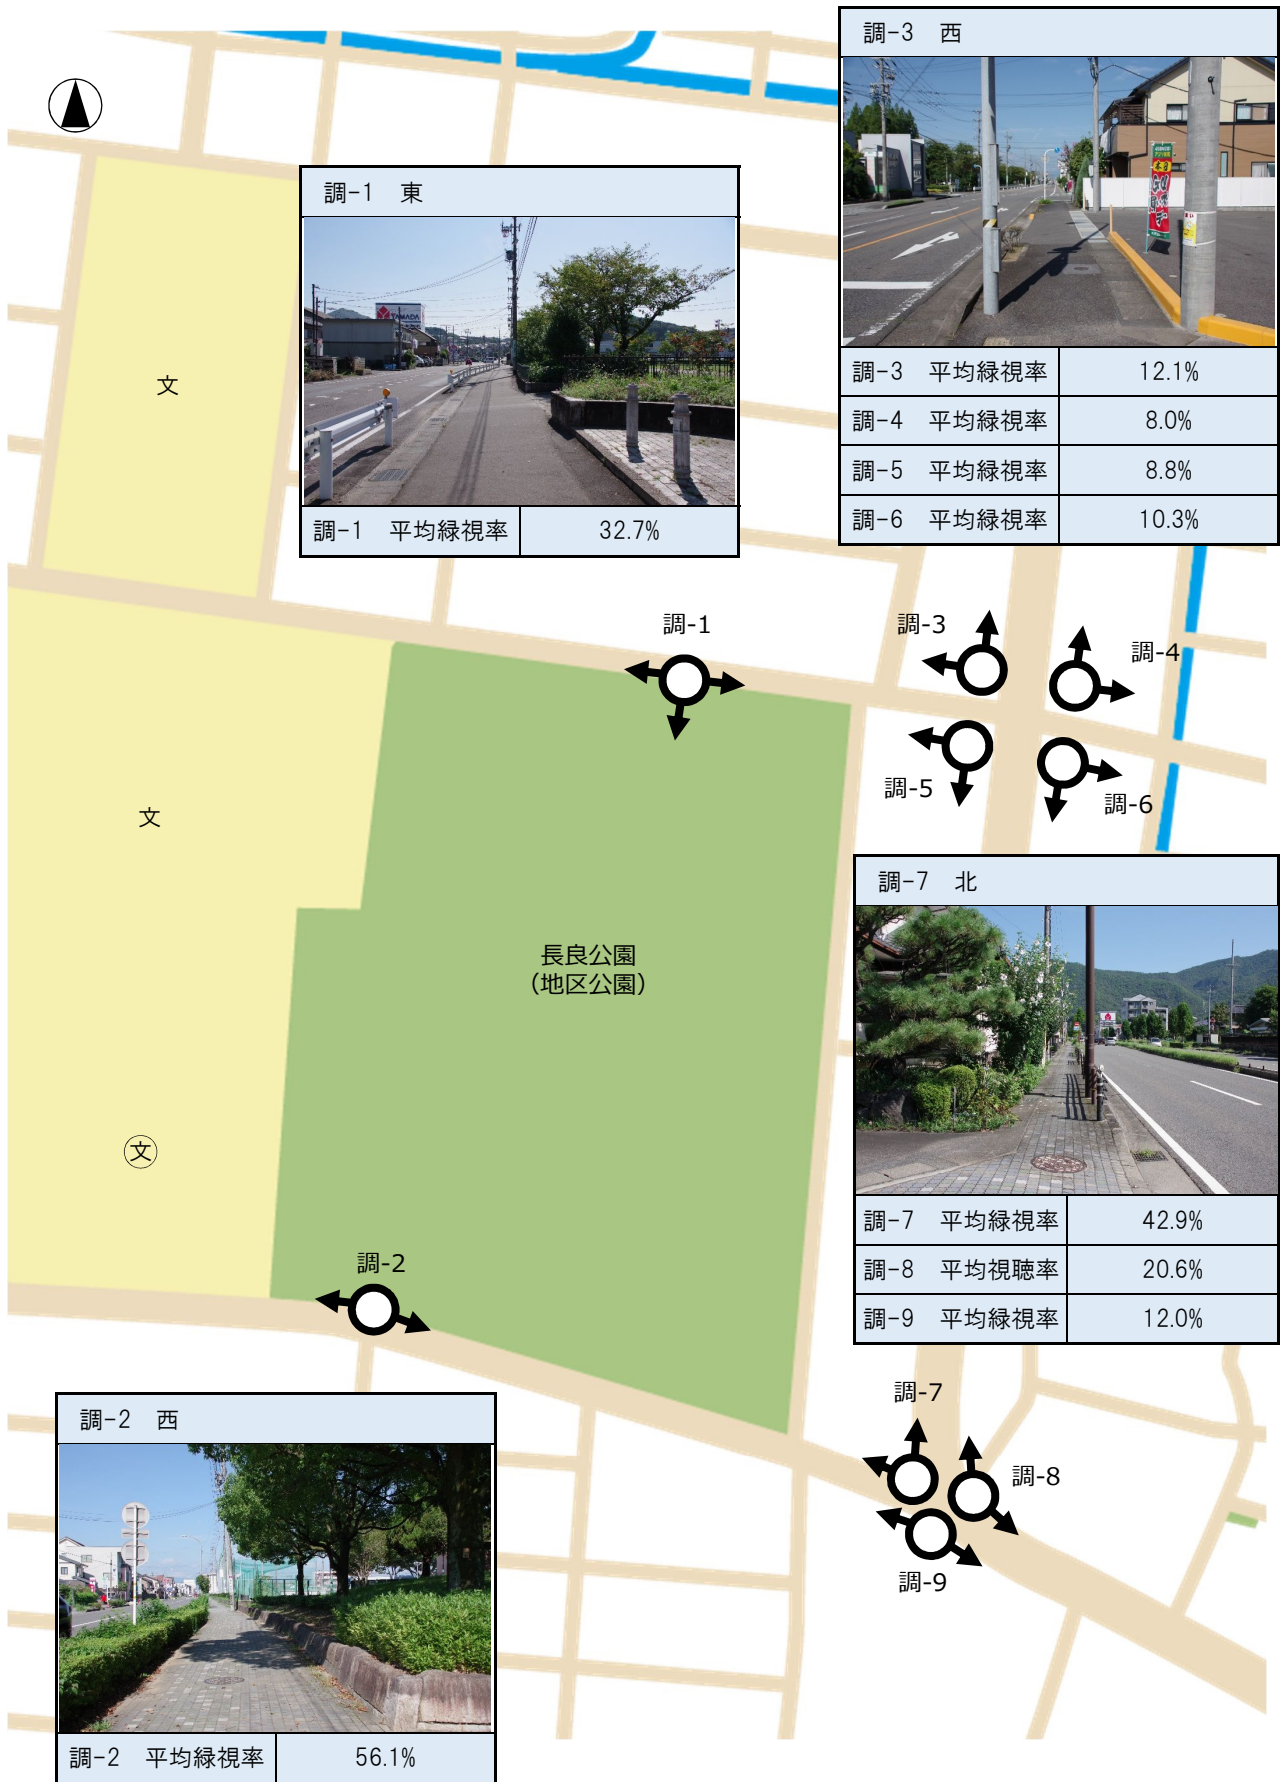 調-3 西
調-3 平均緑視率 12.1%
調-4 平均緑視率 8.0%
調-5 平均緑視率 8.8%
調-6 平均緑視率 10.3%
調-1 東
YAMADA
調-1 平均緑視率 32.7%
文
調-1
調-3
調-4
調-5
調-6
文
長良公園
(地区公園)
文
調-7 北
調-7 平均緑視率 42.9%
調-8 平均視聴率 20.6%
調-9 平均緑視率 12.0%
調-2
調-7
調-8
調-9
調-2 西
調-2 平均緑視率 56.1%